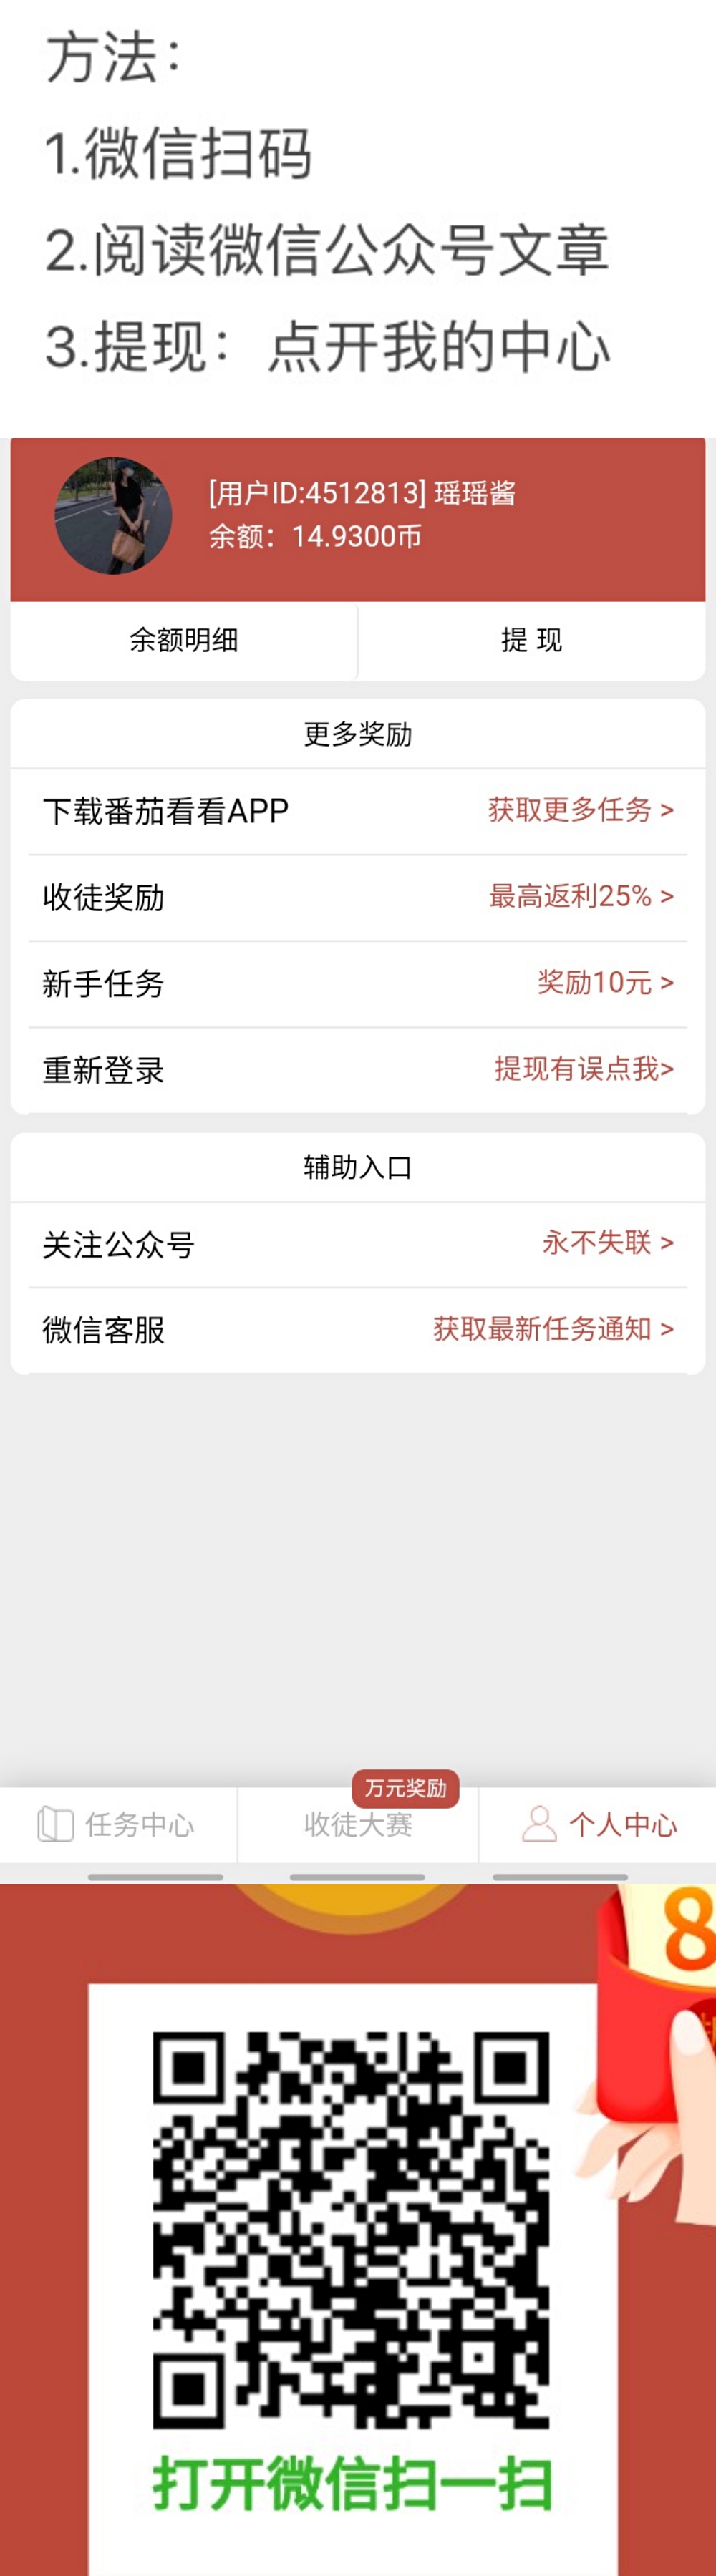 方法：
1.微信扫码
2.阅读微信公众号文章
3.提现：点开我的中心
[用户ID:4512813] 瑶瑶酱
余额：14.9300币
余额明细
提 现
更多奖励
下载番茄看看APP
获取更多任务 >
收徒奖励
最高返利25% >
新手任务
奖励10元 >
重新登录
提现有误点我>
辅助入口
关注公众号
永不失联 >
微信客服
获取最新任务通知 >
万元奖励
任务中心
收徒大赛
个人中心
8
打开微信扫一扫